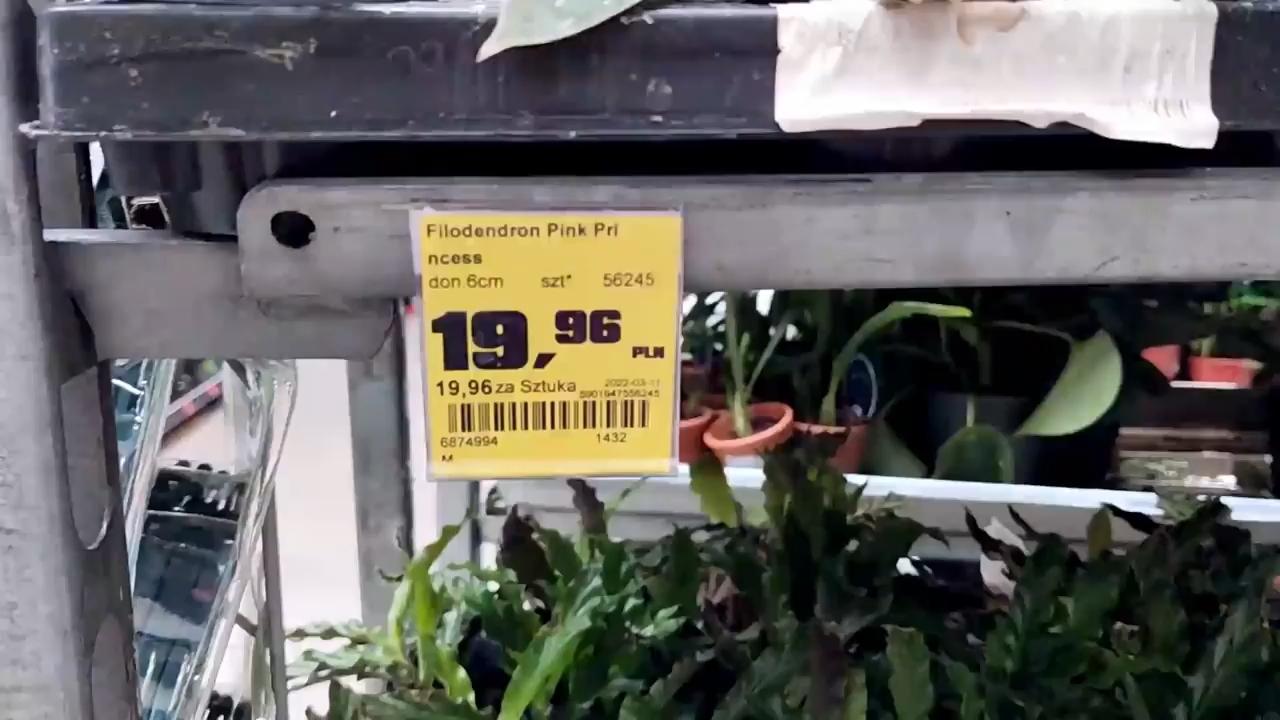 Filodendron Pink Pri
ncess
don.6cm szt* 56245
19,96 PLN
19,96 za Sztuka 2022-03-11
5901947556245
6874994 1432
M